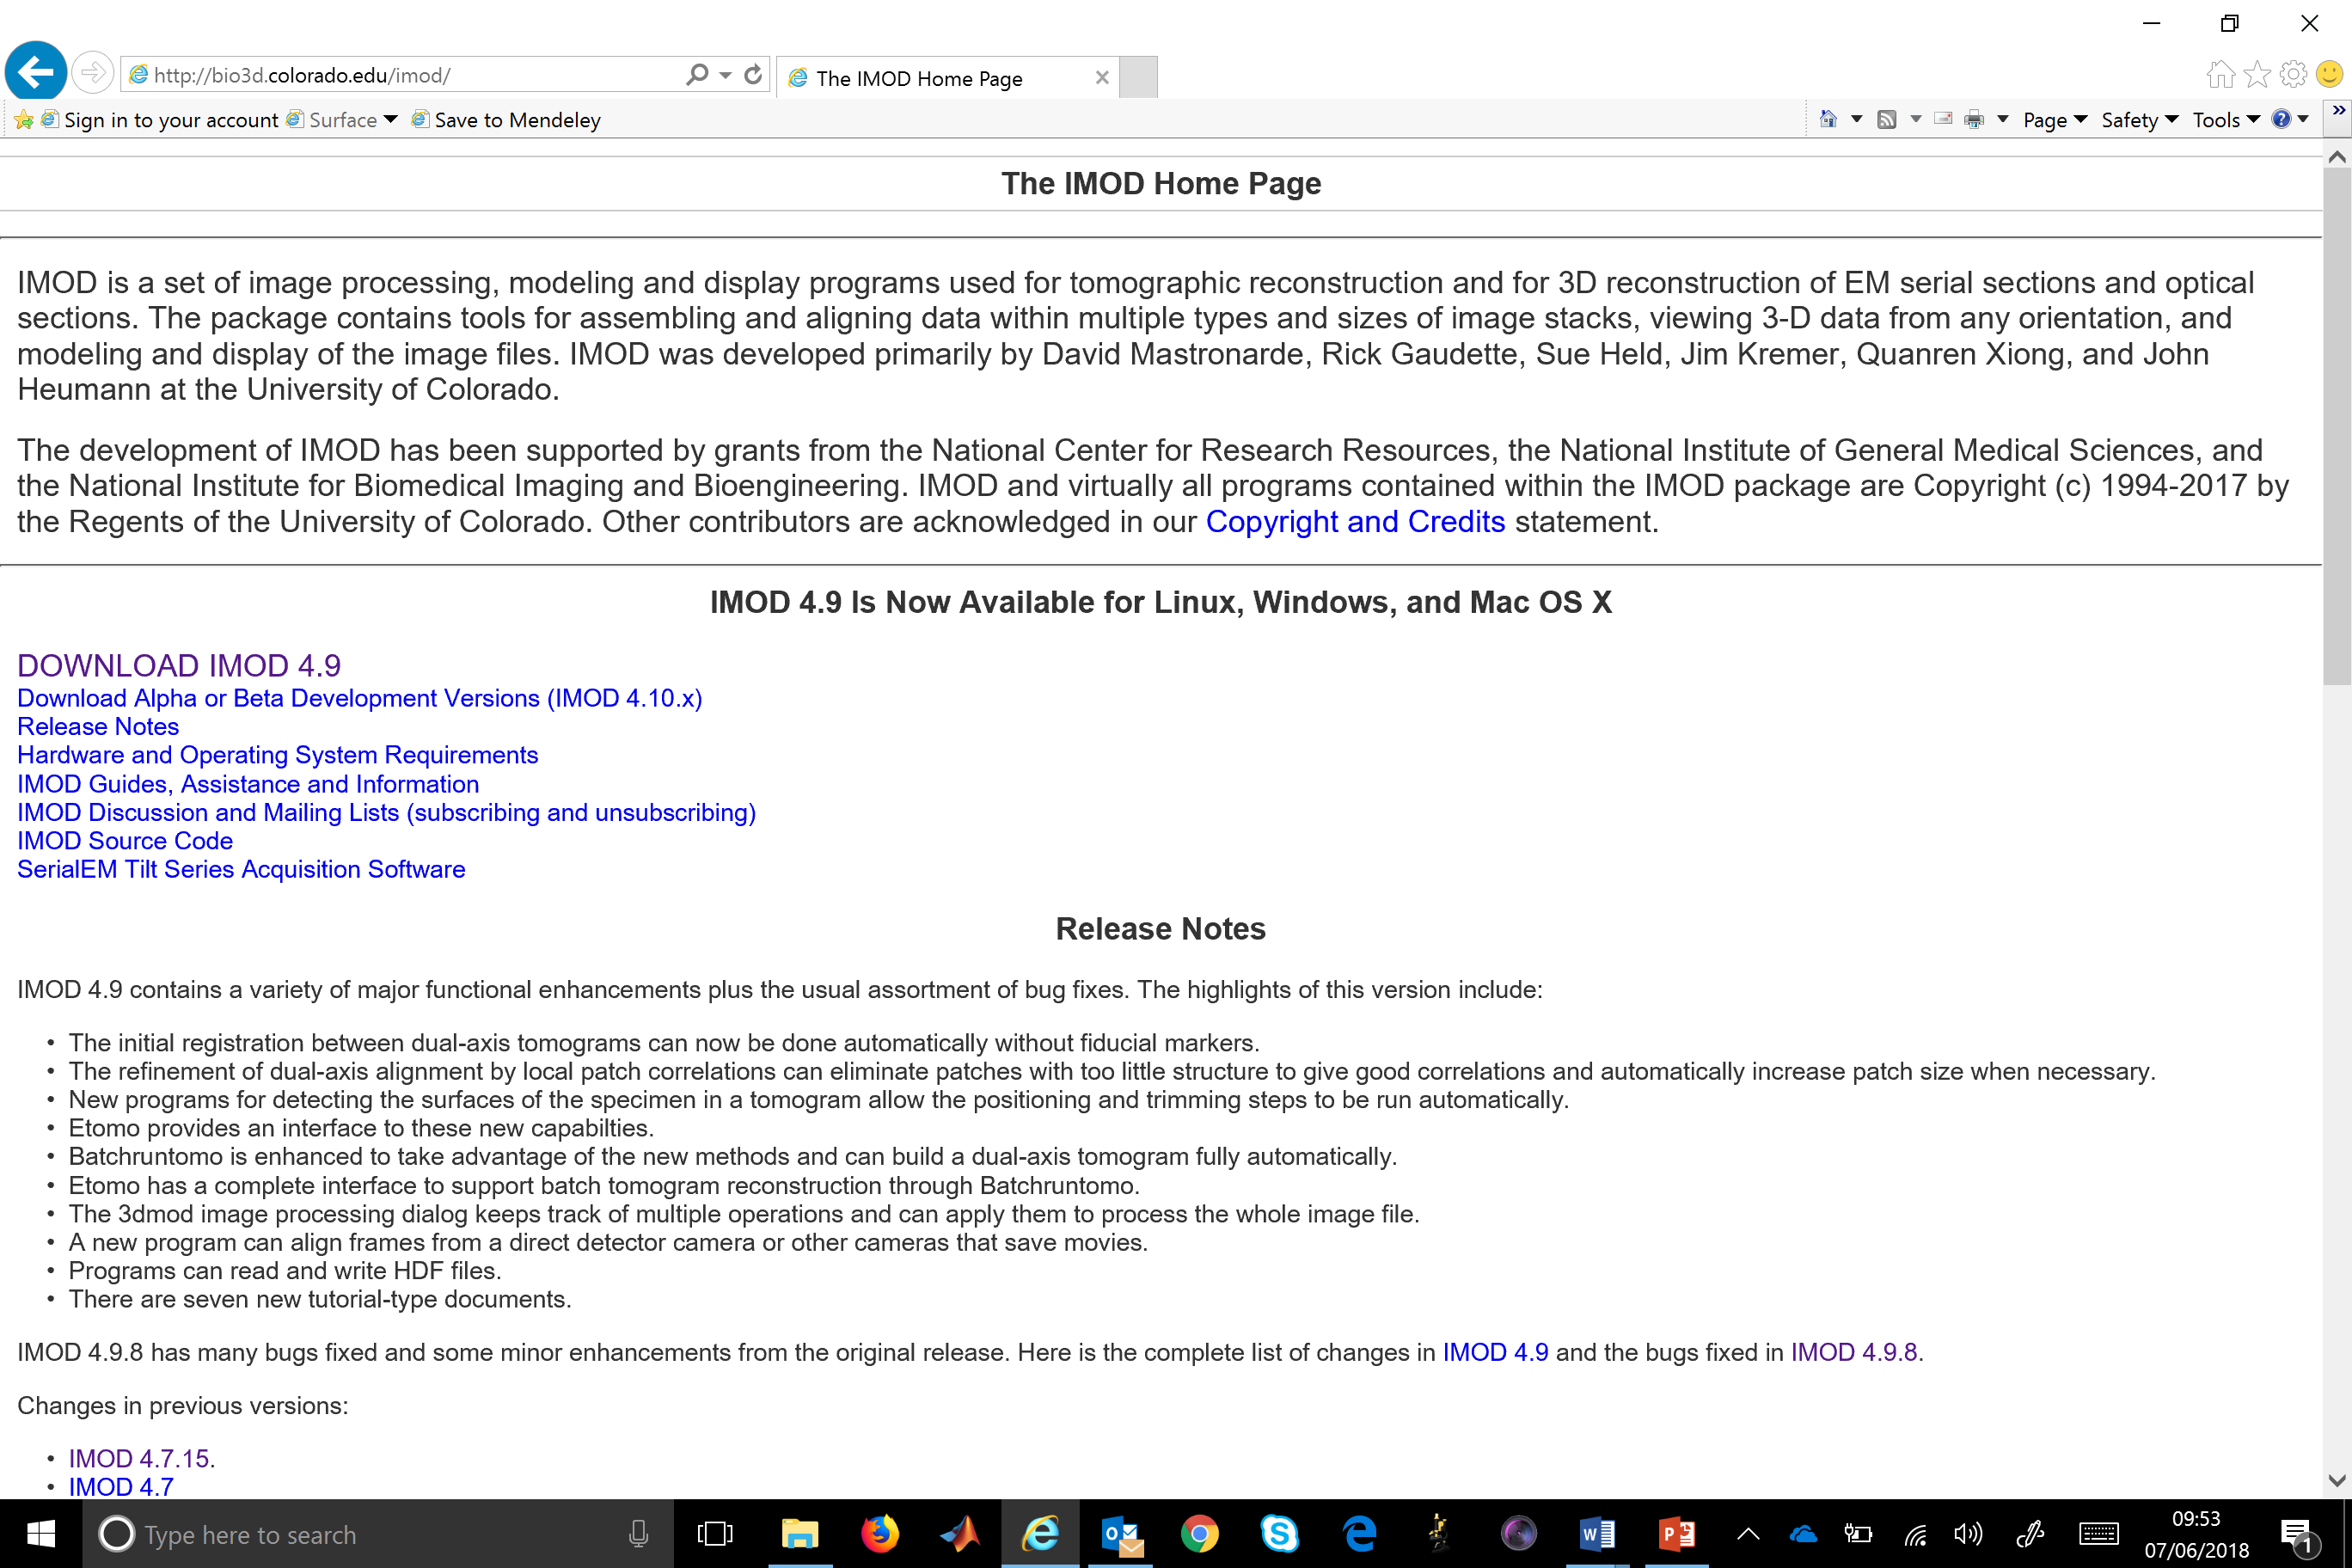 http://bio3d.colorado.edu/imod/
The IMOD Home Page
Sign in to your account
Surface
Save to Mendeley
Page
Safety
Tools
The IMOD Home Page
IMOD is a set of image processing, modeling and display programs used for tomographic reconstruction and for 3D reconstruction of EM serial sections and optical
sections. The package contains tools for assembling and aligning data within multiple types and sizes of image stacks, viewing 3-D data from any orientation, and
modeling and display of the image files. IMOD was developed primarily by David Mastronarde, Rick Gaudette, Sue Held, Jim Kremer, Quanren Xiong, and John
Heumann at the University of Colorado.
The development of IMOD has been supported by grants from the National Center for Research Resources, the National Institute of General Medical Sciences, and
the National Institute for Biomedical Imaging and Bioengineering. IMOD and virtually all programs contained within the IMOD package are Copyright (c) 1994-2017 by
the Regents of the University of Colorado. Other contributors are acknowledged in our Copyright and Credits statement.
IMOD 4.9 Is Now Available for Linux, Windows, and Mac OS X
DOWNLOAD IMOD 4.9
Download Alpha or Beta Development Versions (IMOD 4.10.x)
Release Notes
Hardware and Operating System Requirements
IMOD Guides, Assistance and Information
IMOD Discussion and Mailing Lists (subscribing and unsubscribing)
IMOD Source Code
SerialEM Tilt Series Acquisition Software
Release Notes
IMOD 4.9 contains a variety of major functional enhancements plus the usual assortment of bug fixes. The highlights of this version include:
• The initial registration between dual-axis tomograms can now be done automatically without fiducial markers.
• The refinement of dual-axis alignment by local patch correlations can eliminate patches with too little structure to give good correlations and automatically increase patch size when necessary.
• New programs for detecting the surfaces of the specimen in a tomogram allow the positioning and trimming steps to be run automatically.
• Etomo provides an interface to these new capabilties.
• Batchruntomo is enhanced to take advantage of the new methods and can build a dual-axis tomogram fully automatically.
• Etomo has a complete interface to support batch tomogram reconstruction through Batchruntomo.
• The 3dmod image processing dialog keeps track of multiple operations and can apply them to process the whole image file.
• A new program can align frames from a direct detector camera or other cameras that save movies.
• Programs can read and write HDF files.
• There are seven new tutorial-type documents.
IMOD 4.9.8 has many bugs fixed and some minor enhancements from the original release. Here is the complete list of changes in IMOD 4.9 and the bugs fixed in IMOD 4.9.8.
Changes in previous versions:
• IMOD 4.7.15.
• IMOD 4.7
Type here to search
09:53
07/06/2018
1